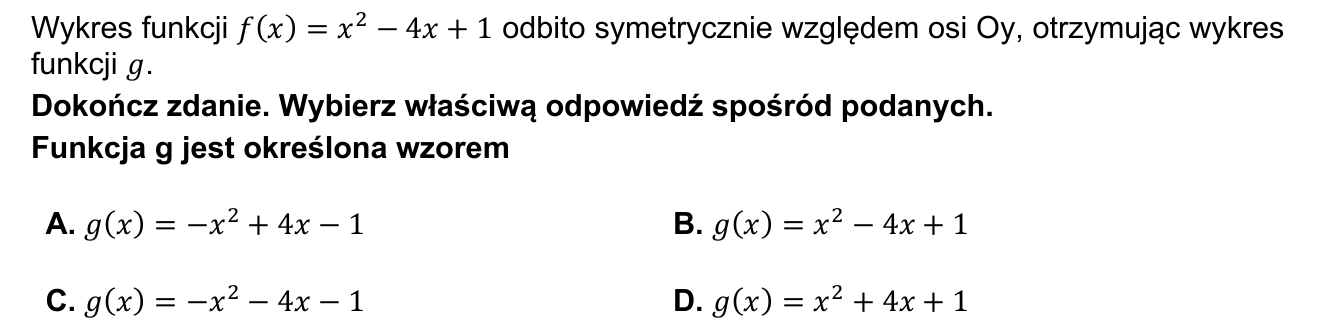 Wykres funkcji f(x) = x² − 4x + 1 odbito symetrycznie względem osi Oy, otrzymując wykres
funkcji g.
Dokończ zdanie. Wybierz właściwą odpowiedź spośród podanych.
Funkcja g jest określona wzorem
A. g(x) = −x² + 4x − 1 B. g(x) = x² − 4x + 1
C. g(x) = −x² − 4x − 1 D. g(x) = x² + 4x + 1